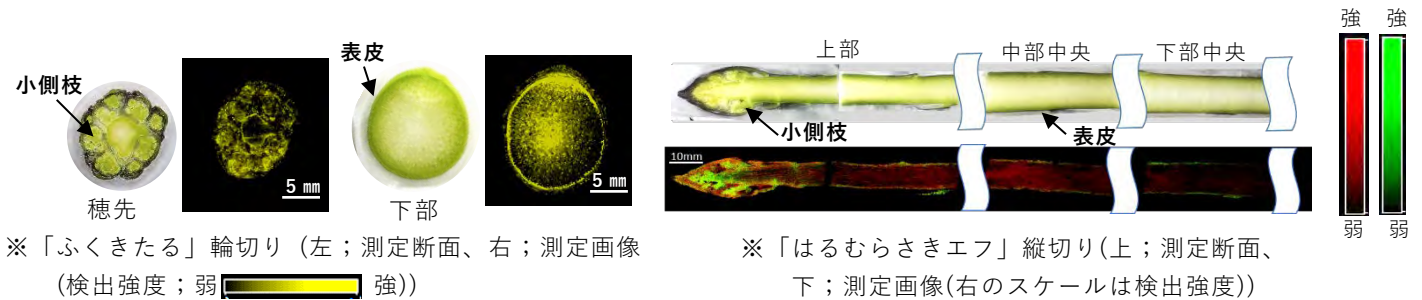 小側枝
穂先
5 mm
表皮
下部
5 mm
※「ふくきたる」輪切り (左；測定断面、右；測定画像
(検出強度；弱 強))
上部
中部中央
下部中央
小側枝
表皮
10mm
※「はるむらさきエフ」縦切り(上；測定断面、
下；測定画像(右のスケールは検出強度))
強 強
弱 弱